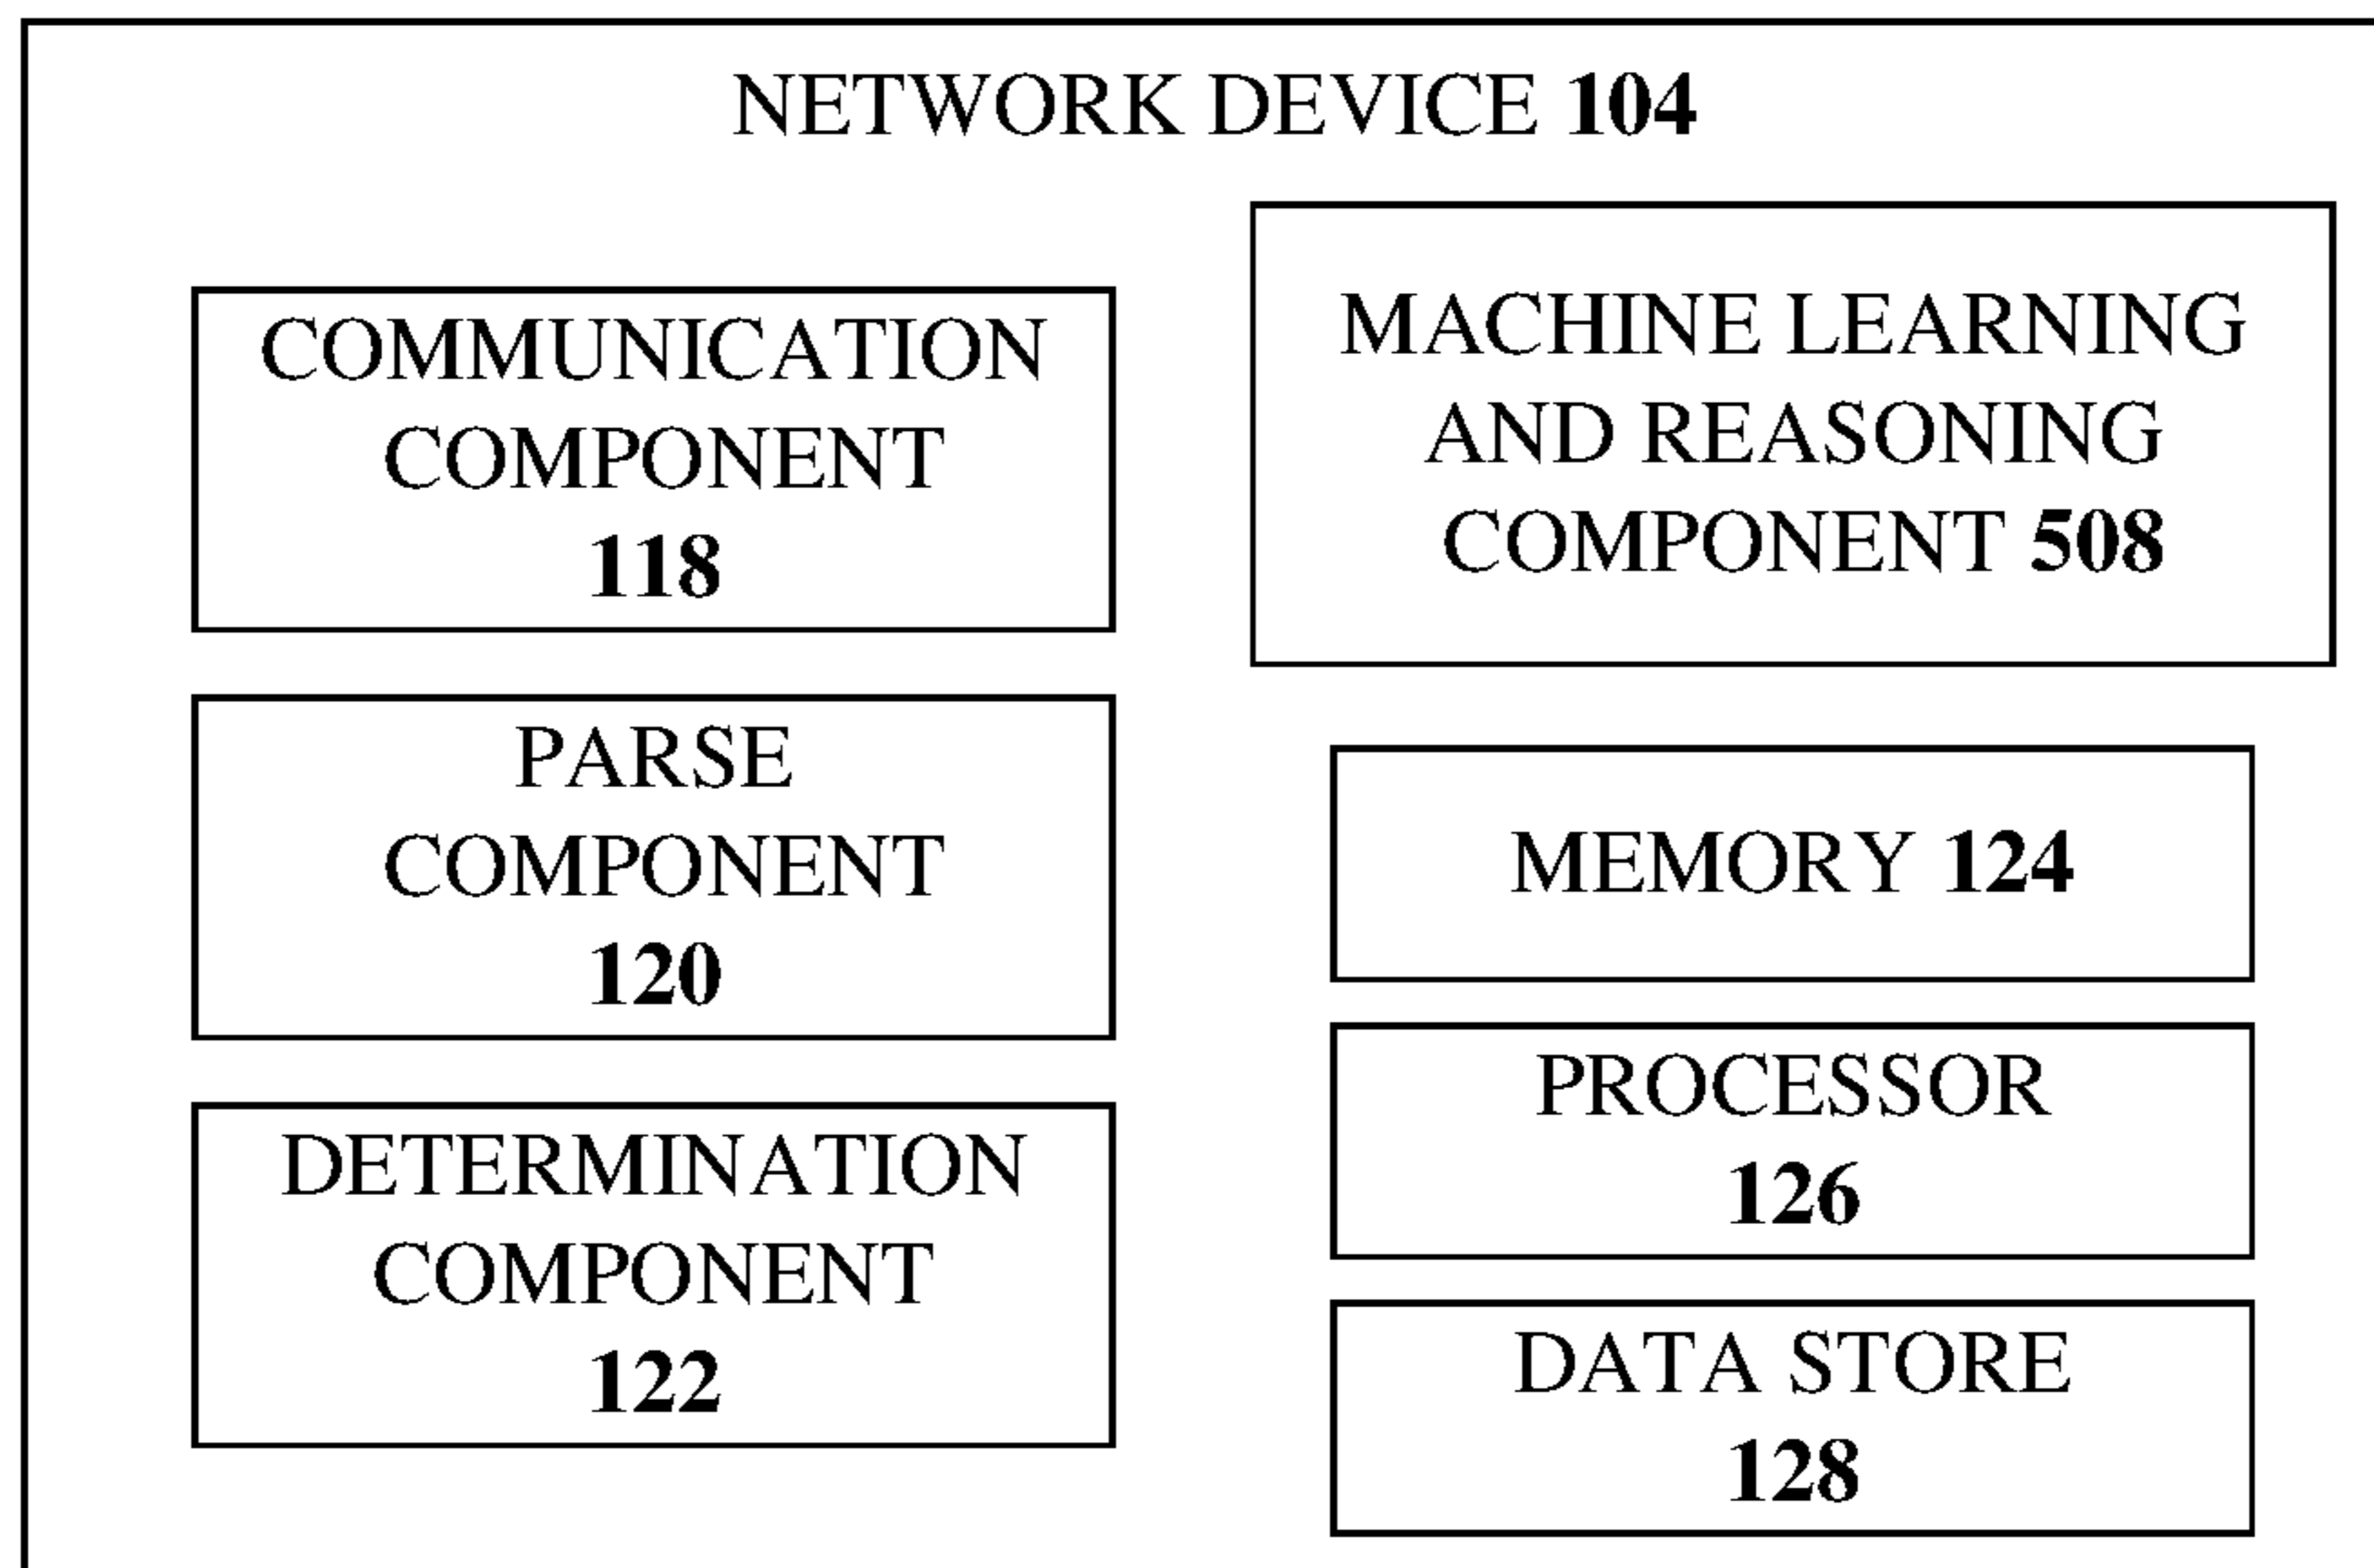 NETWORK DEVICE 104
COMMUNICATION
COMPONENT
118
PARSE
COMPONENT
120
DETERMINATION
COMPONENT
122
MACHINE LEARNING
AND REASONING
COMPONENT 508
MEMORY 124
PROCESSOR
126
DATA STORE
128